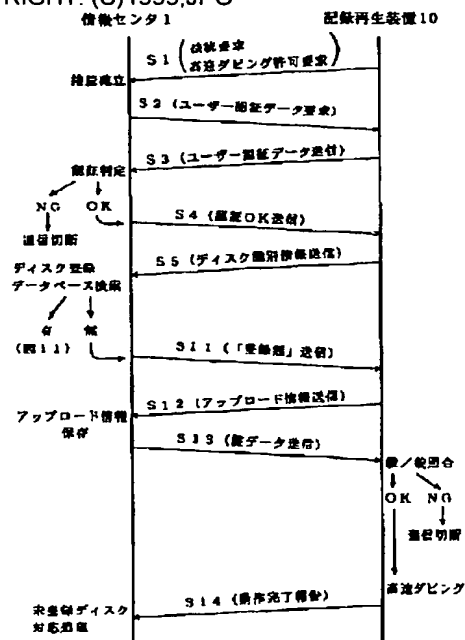 RIGHT: (C)1999,JPO
情報センタ1
記録再生装置10
S1 (接続要求
高速ダビング許可要求)
接続確立
S2 (ユーザー認証データ要求)
S3 (ユーザー認証データ送付)
認証判定
NG OK
S4 (認証OK送信)
通信切断
S5 (ディスク識別情報送信)
ディスク登録
データベース検索
有 無
(図11)
S11 (「登録無」送信)
S12 (アップロード情報送信)
アップロード情報
保存
S13 (鍵データ送信)
鍵/錠照合
OK NG
通信切断
高速ダビング
S14 (動作完了報告)
未登録ディスク
対応処理